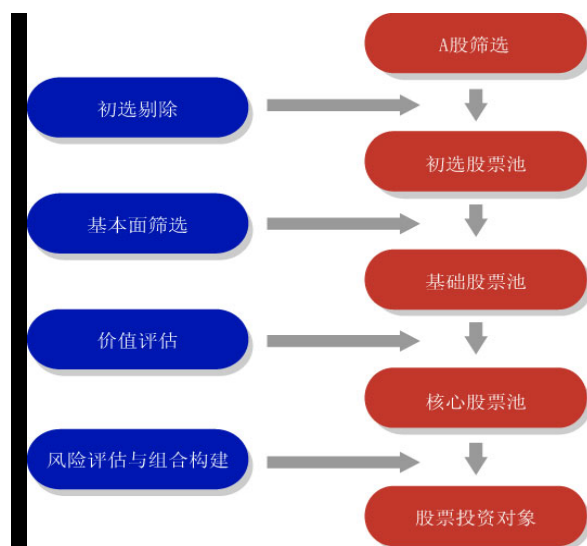 A股筛选
初选剔除
初选股票池
基本面筛选
基础股票池
价值评估
核心股票池
风险评估与组合构建
股票投资对象